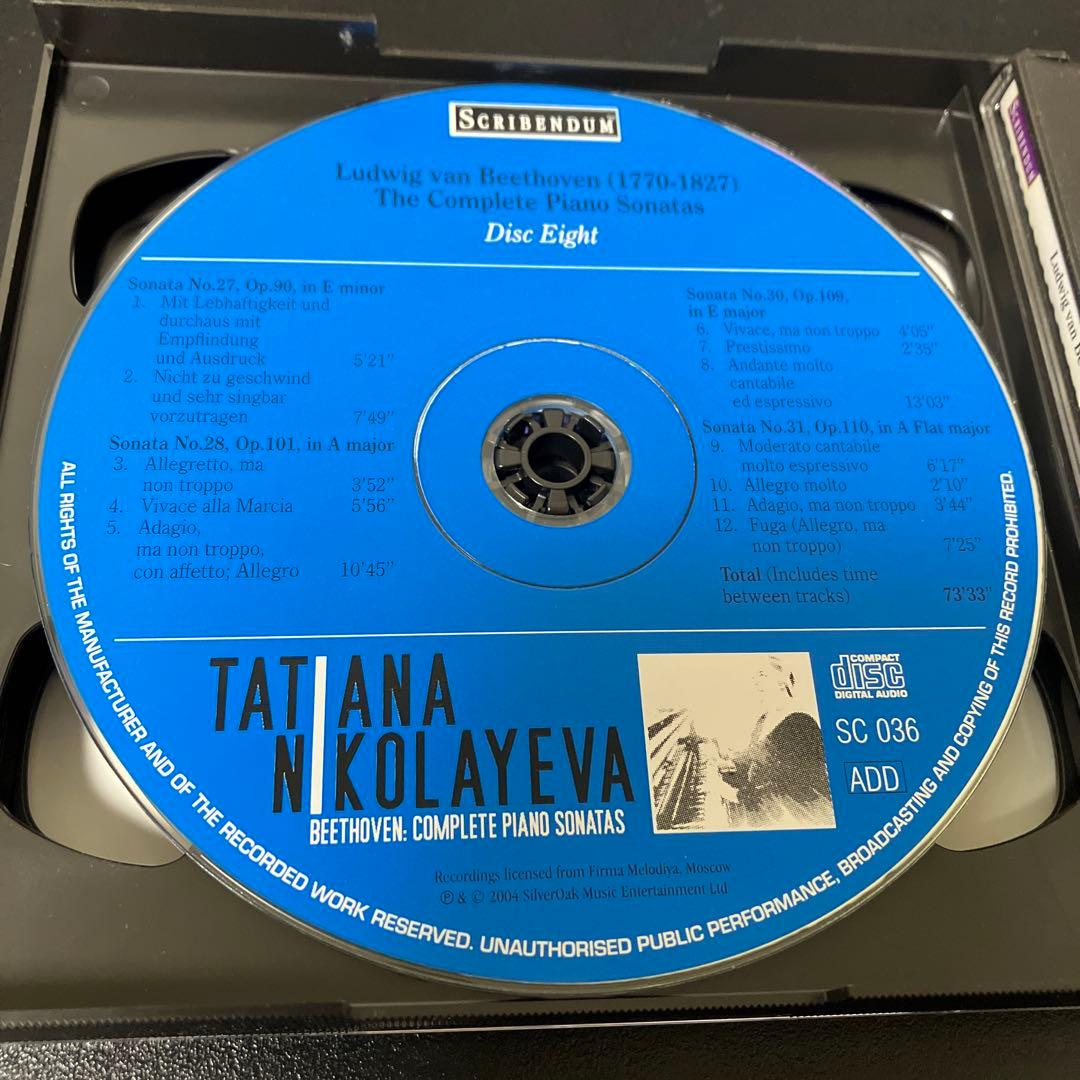 SCRIBENDUM
Ludwig van Beethoven (1770-1827)
The Complete Piano Sonatas
Disc Eight
Sonata No.27, Op.90, in E minor
1. Mit Lebhaftigkeit und
durchaus mit
Empflindung
und Ausdruck 5'21"
2. Nicht zu geschwind
und sehr singbar
vorzutragen 7'49"
Sonata No.28, Op.101, in A major
3. Allegretto, ma
non troppo 3'52"
4. Vivace alla Marcia 5'56"
5. Adagio,
ma non troppo,
con affetto; Allegro 10'45"
Sonata No.30, Op.109,
in E major
6. Vivace, ma non troppo 4'05"
7. Prestissimo 2'35"
8. Andante molto
cantabile
ed espressivo 13'03"
Sonata No.31, Op.110, in A Flat major
9. Moderato cantabile
molto espressivo 6'17"
10. Allegro molto 2'10"
11. Adagio, ma non troppo 3'44"
12. Fuga (Allegro, ma
non troppo) 7'25"
Total (Includes time
between tracks) 73'33"
TATIANA
NIKOLAYEVA
BEETHOVEN: COMPLETE PIANO SONATAS
COMPACT
disc
DIGITAL AUDIO
SC 036
ADD
Recordings licensed from Firma Melodiya, Moscow
℗ & © 2004 SilverOak Music Entertainment Ltd
ALL RIGHTS OF THE MANUFACTURER AND OF THE RECORDED WORK RESERVED. UNAUTHORISED PUBLIC PERFORMANCE, BROADCASTING AND COPYING OF THIS RECORD PROHIBITED.
SCRIBENDUM
Ludwig van